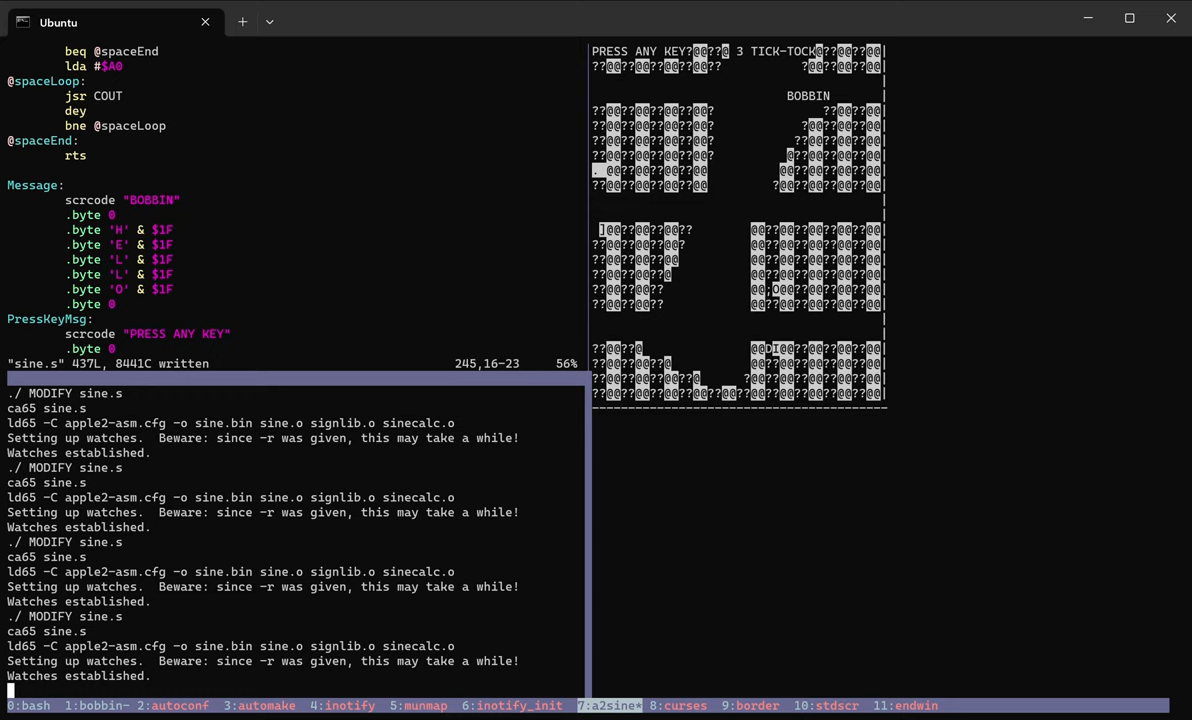 Ubuntu
beq @spaceEnd
lda #$A0
@spaceLoop:
jsr COUT
dey
bne @spaceLoop
@spaceEnd:
rts
Message:
scrcode "BOBBIN"
.byte 0
.byte 'H' & $1F
.byte 'E' & $1F
.byte 'L' & $1F
.byte 'L' & $1F
.byte 'O' & $1F
.byte 0
PressKeyMsg:
scrcode "PRESS ANY KEY"
.byte 0
"sine.s" 437L, 8441C written 245,16-23 56%
./ MODIFY sine.s
ca65 sine.s
ld65 -C apple2-asm.cfg -o sine.bin sine.o signlib.o sinecalc.o
Setting up watches.  Beware: since -r was given, this may take a while!
Watches established.
./ MODIFY sine.s
ca65 sine.s
ld65 -C apple2-asm.cfg -o sine.bin sine.o signlib.o sinecalc.o
Setting up watches.  Beware: since -r was given, this may take a while!
Watches established.
./ MODIFY sine.s
ca65 sine.s
ld65 -C apple2-asm.cfg -o sine.bin sine.o signlib.o sinecalc.o
Setting up watches.  Beware: since -r was given, this may take a while!
Watches established.
./ MODIFY sine.s
ca65 sine.s
ld65 -C apple2-asm.cfg -o sine.bin sine.o signlib.o sinecalc.o
Setting up watches.  Beware: since -r was given, this may take a while!
Watches established.
PRESS ANY KEY?@@??@ 3 TICK-TOCK@??@@??@@|
??@@??@@??@@??@@?? ?@@??@@??@@|
|
BOBBIN |
??@@??@@??@@??@@? ??@@??@@|
??@@??@@??@@??@@? ?@@??@@??@@|
??@@??@@??@@??@@? ??@@??@@??@@|
??@@??@@??@@??@@? @??@@??@@??@@|
. @@??@@??@@??@@ @@??@@??@@??@@|
??@@??@@??@@??@@ ?@@??@@??@@??@@|
|
|
]@@??@@??@@?? @@??@@??@@??@@??@@|
??@@??@@??@@? @@??@@??@@??@@??@@|
??@@??@@??@@ @@??@@??@@??@@??@@|
??@@??@@??@ @@??@@??@@??@@??@@|
??@@??@@?? @@;O@@??@@??@@??@@|
??@@??@@?? @@??@@??@@??@@??@@|
|
|
??@@??@ @@DI@@??@@??@@??@@|
??@@??@@??@ @@??@@??@@??@@??@@|
??@@??@@??@@??@ ?@@??@@??@@??@@??@@|
??@@??@@??@@??@@??@@??@@??@@??@@??@@??@@|
0:bash 1:bobbin- 2:autoconf 3:automake 4:inotify 5:munmap 6:inotify_init 7:a2sine* 8:curses 9:border 10:stdscr 11:endwin